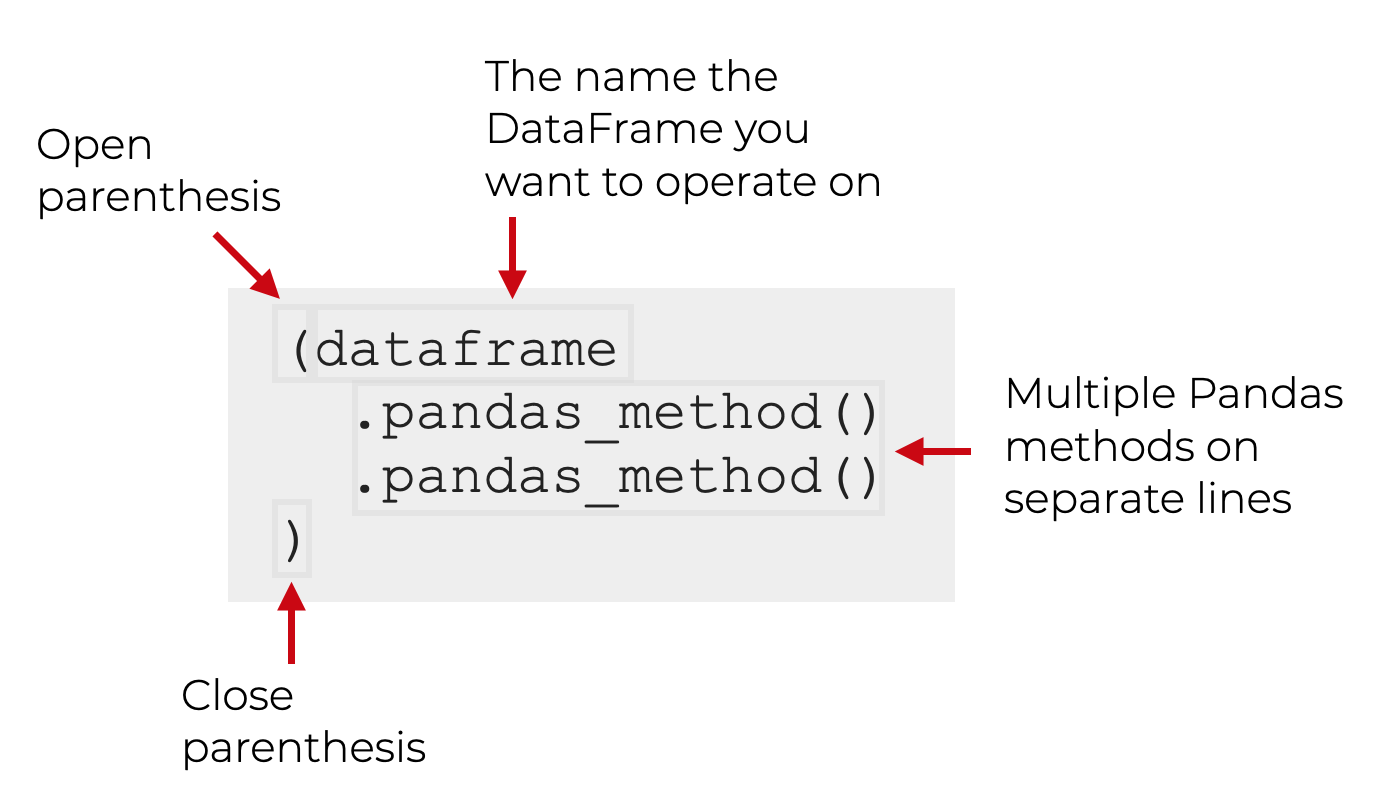 The name the
DataFrame you
want to operate on
Open
parenthesis
(dataframe
.pandas_method()
.pandas_method()
)
Multiple Pandas
methods on
separate lines
Close
parenthesis